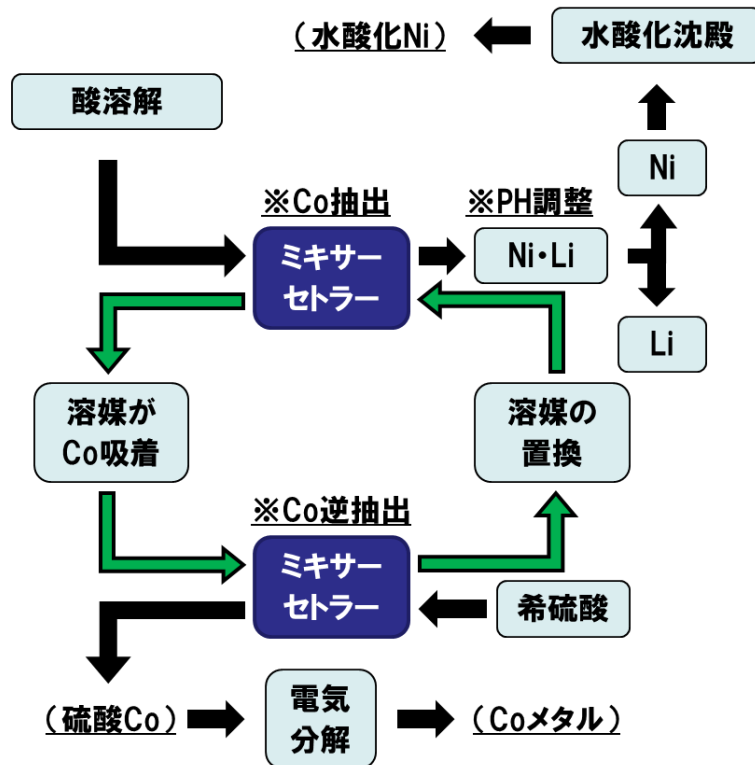 (水酸化Ni)
水酸化沈殿
酸溶解
Ni
※Co抽出
※PH調整
ミキサー
セトラー
Ni・Li
Li
溶媒が
Co吸着
溶媒の
置換
※Co逆抽出
ミキサー
セトラー
希硫酸
(硫酸Co)
電気
分解
(Coメタル)